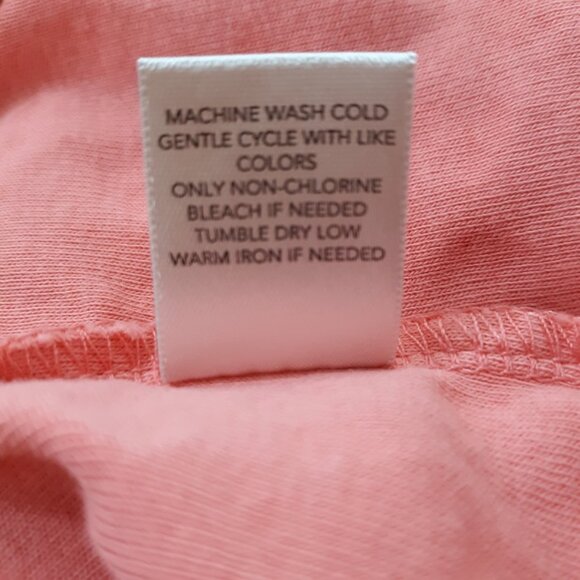 MACHINE WASH COLD
GENTLE CYCLE WITH LIKE
COLORS
ONLY NON-CHLORINE
BLEACH IF NEEDED
TUMBLE DRY LOW
WARM IRON IF NEEDED